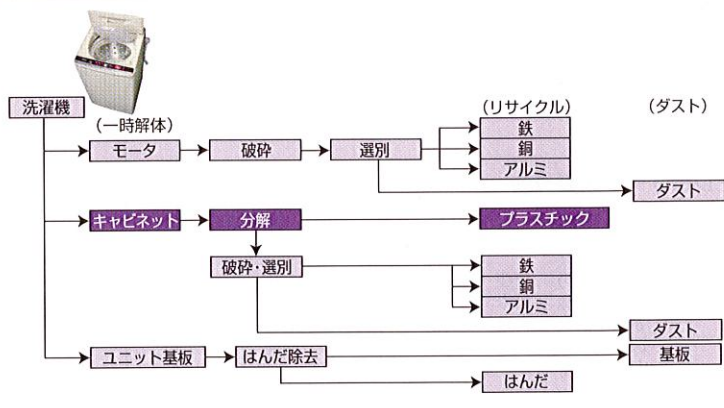 洗濯機
(一時解体)
(リサイクル)
(ダスト)
モータ
破砕
選別
鉄
銅
アルミ
ダスト
キャビネット
分解
プラスチック
破砕・選別
鉄
銅
アルミ
ダスト
ユニット基板
はんだ除去
基板
はんだ